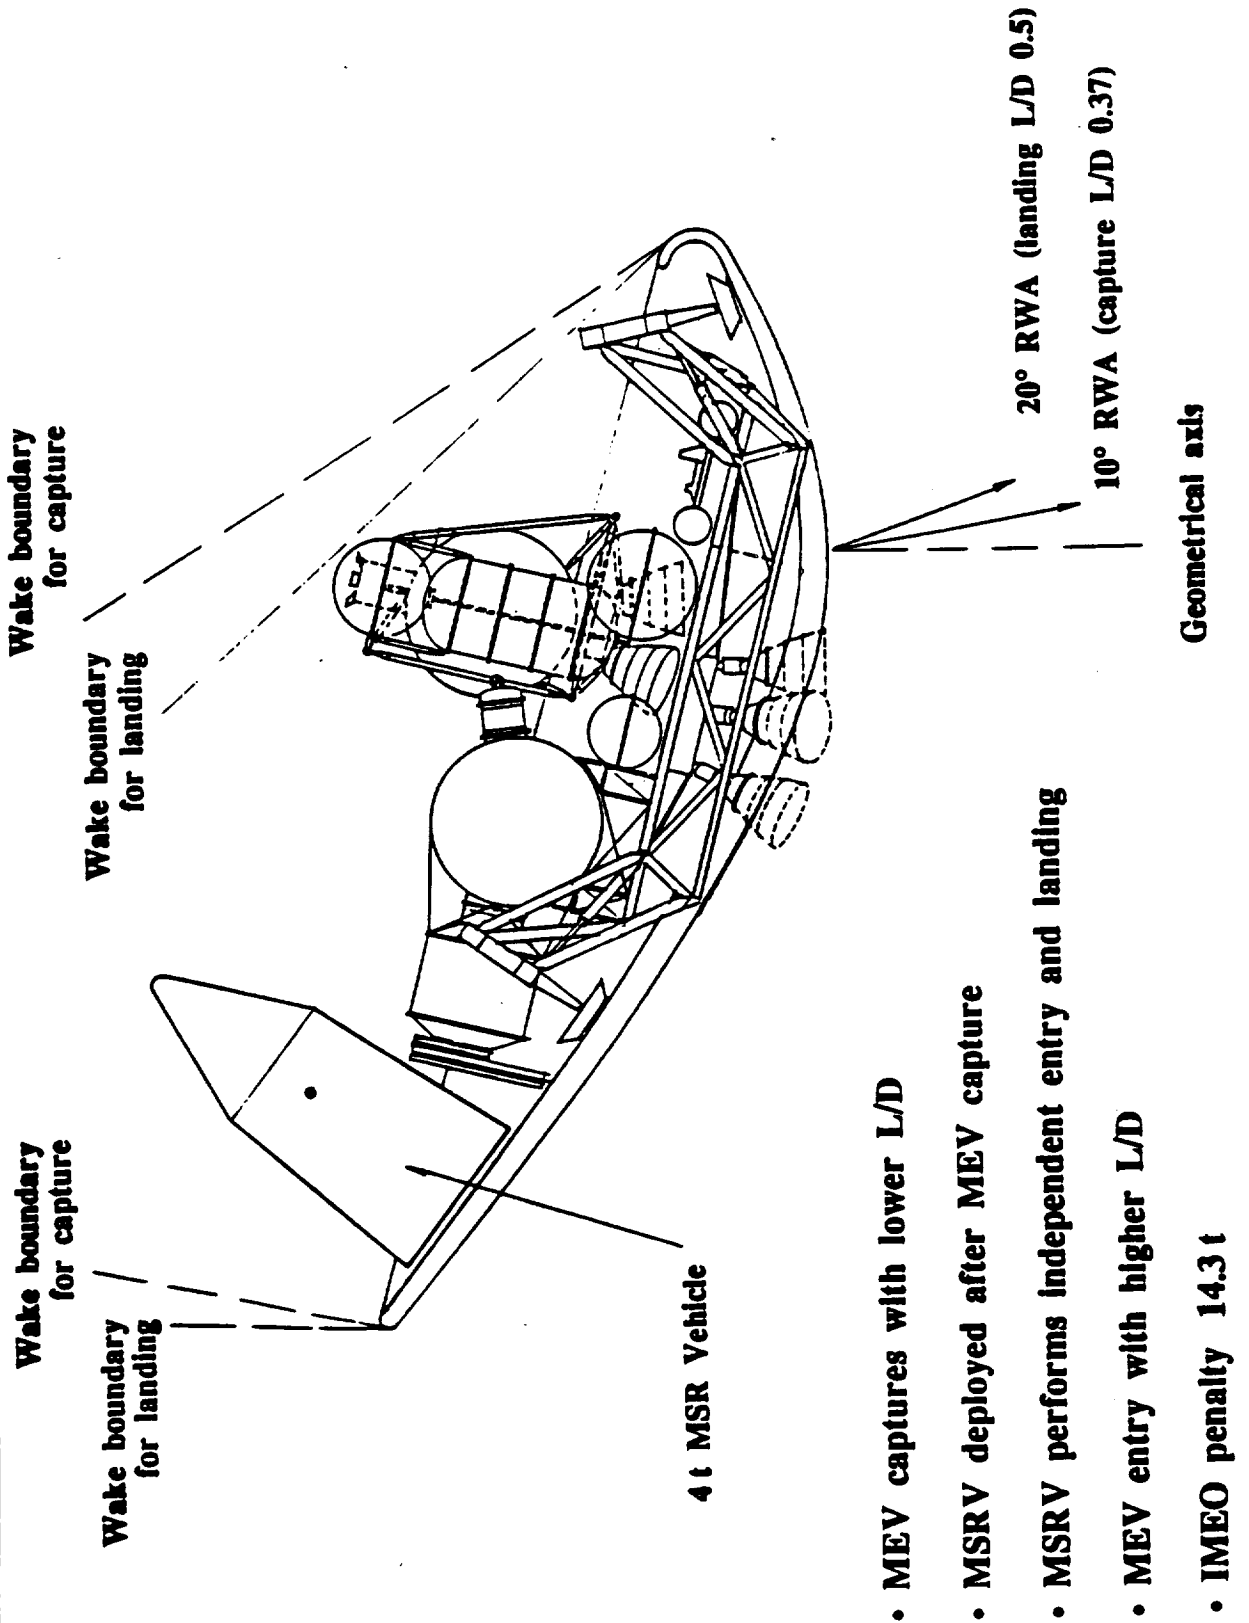 Wake boundary
for capture
Wake boundary
for landing
Wake boundary
for capture
Wake boundary
for landing
4 t MSR Vehicle
20° RWA (landing L/D 0.5)
10° RWA (capture L/D 0.37)
Geometrical axis
• MEV captures with lower L/D
• MSRV deployed after MEV capture
• MSRV performs independent entry and landing
• MEV entry with higher L/D
• IMEO penalty 14.3 t